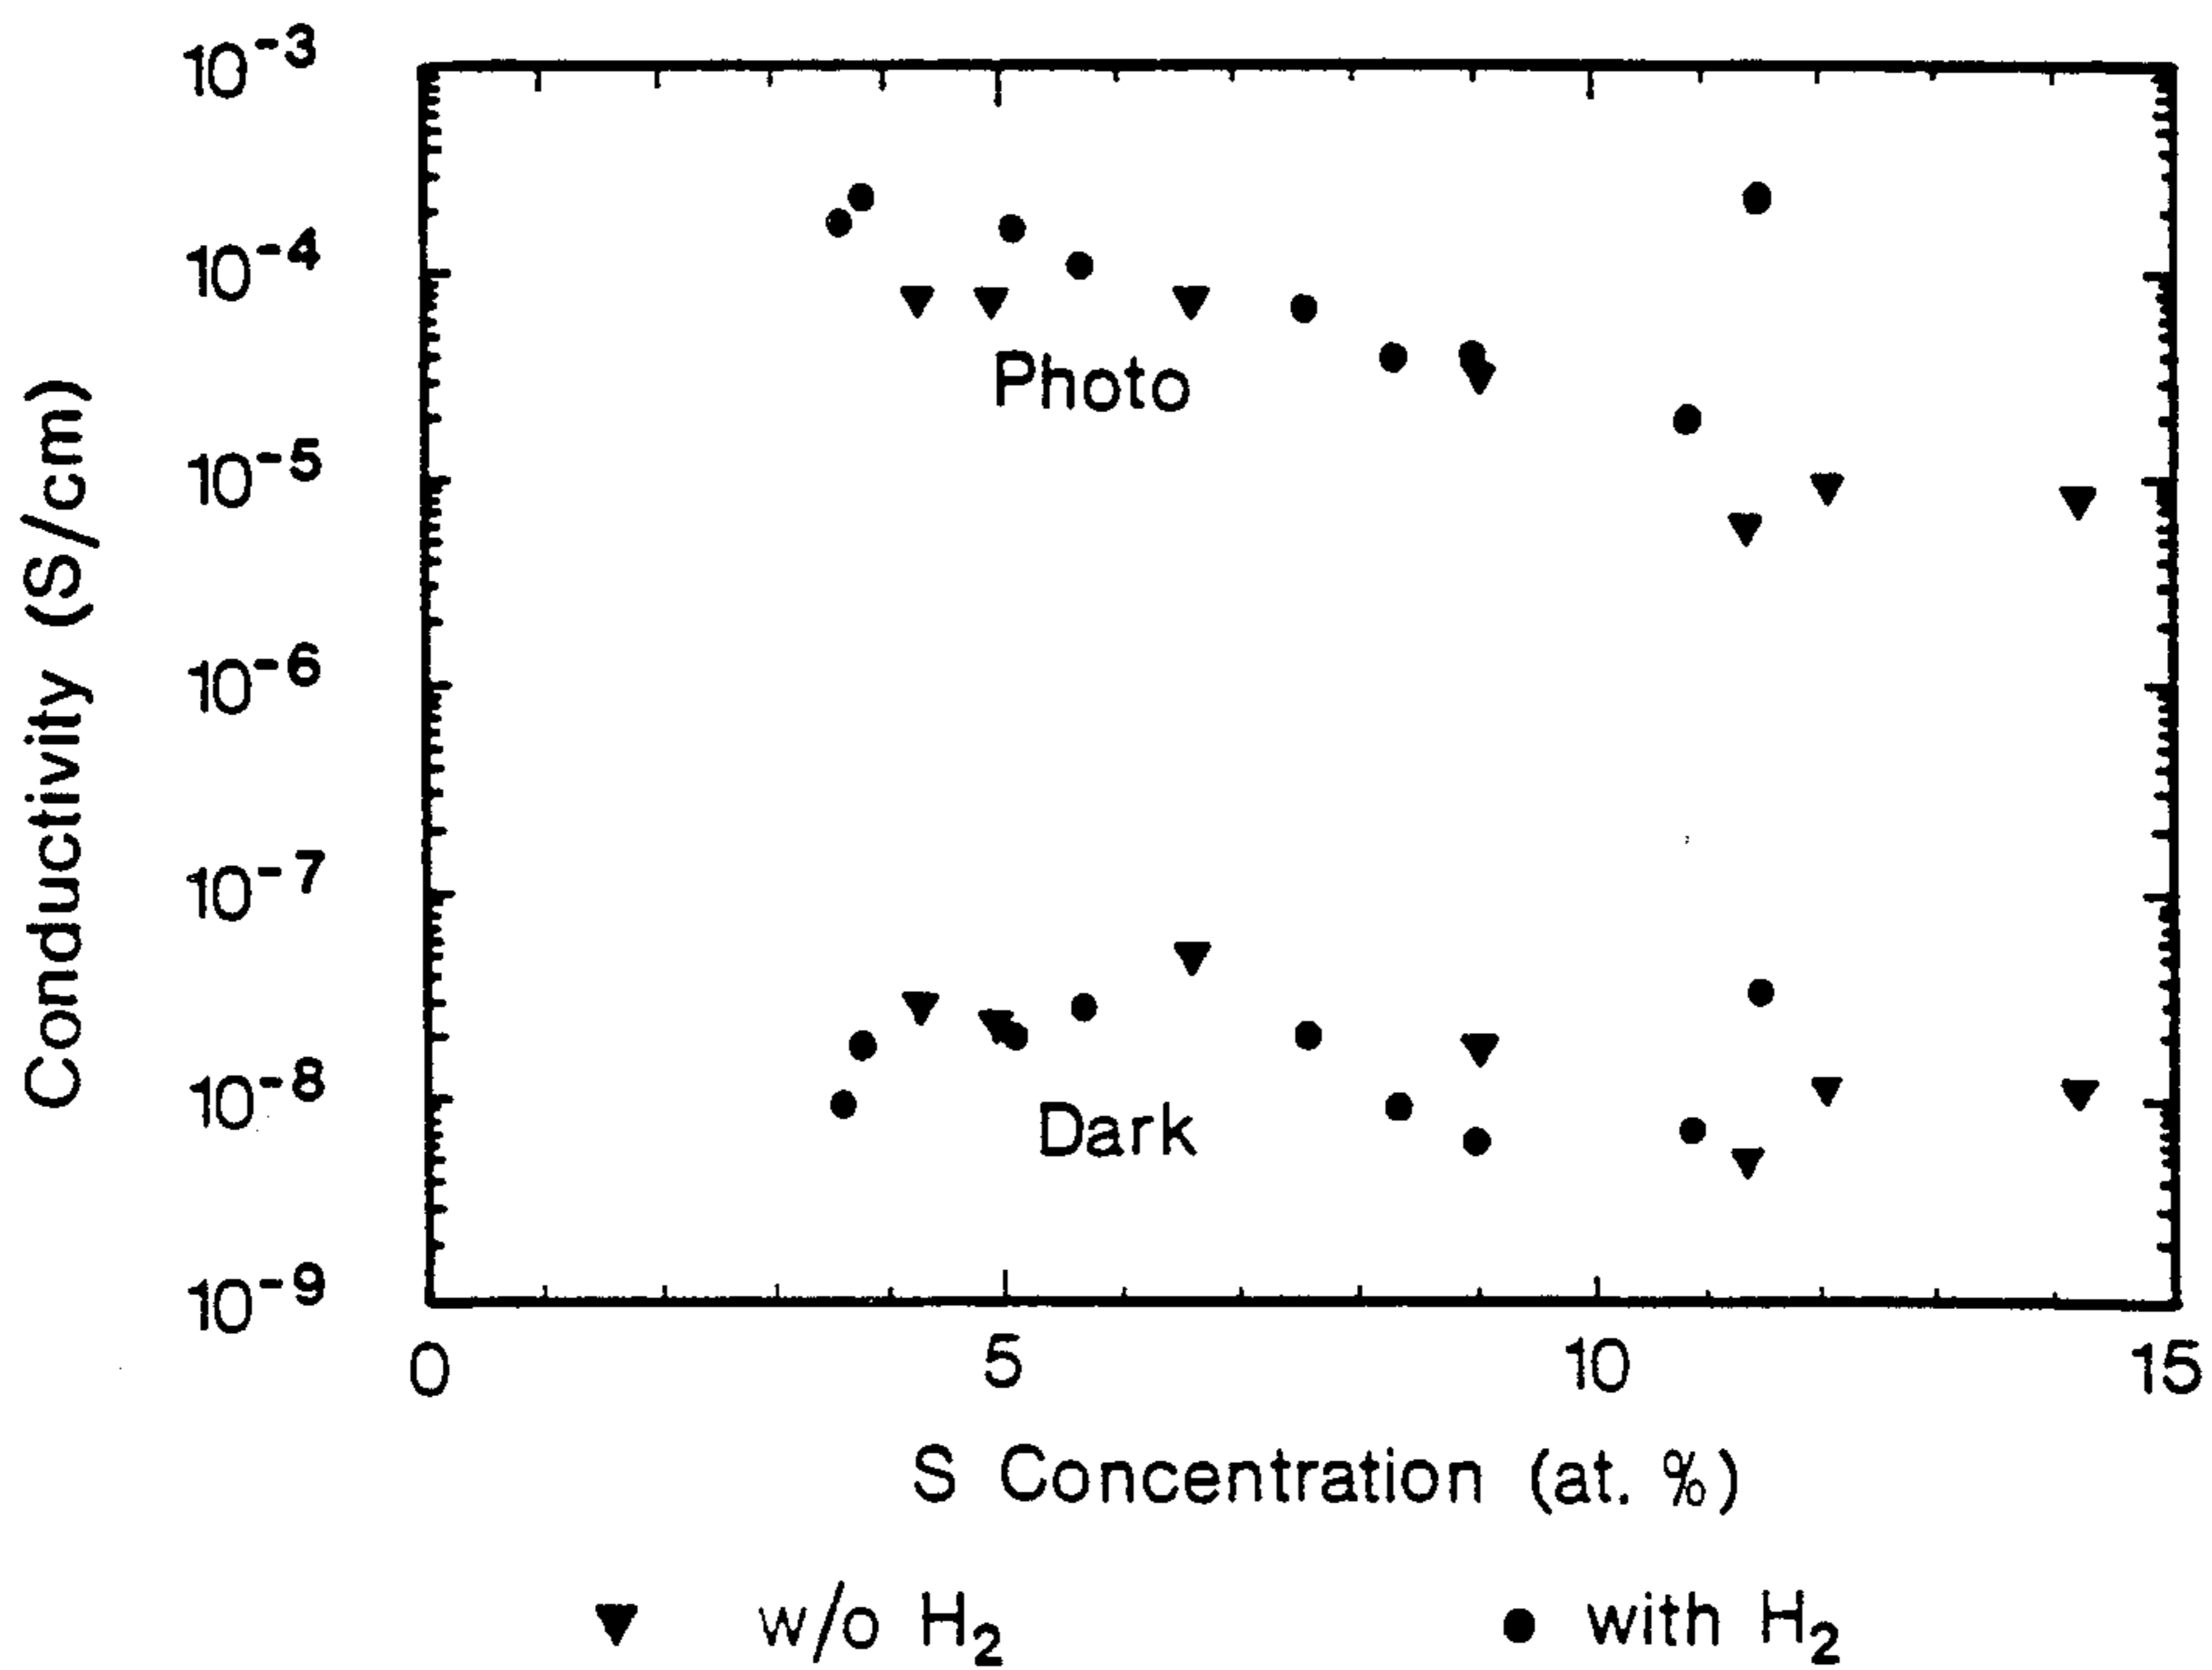 10⁻³
10⁻⁴
10⁻⁵
10⁻⁶
10⁻⁷
10⁻⁸
10⁻⁹
Conductivity (S/cm)
Photo
Dark
0 5 10 15
S Concentration (at. %)
▼ w/o H₂ ● with H₂